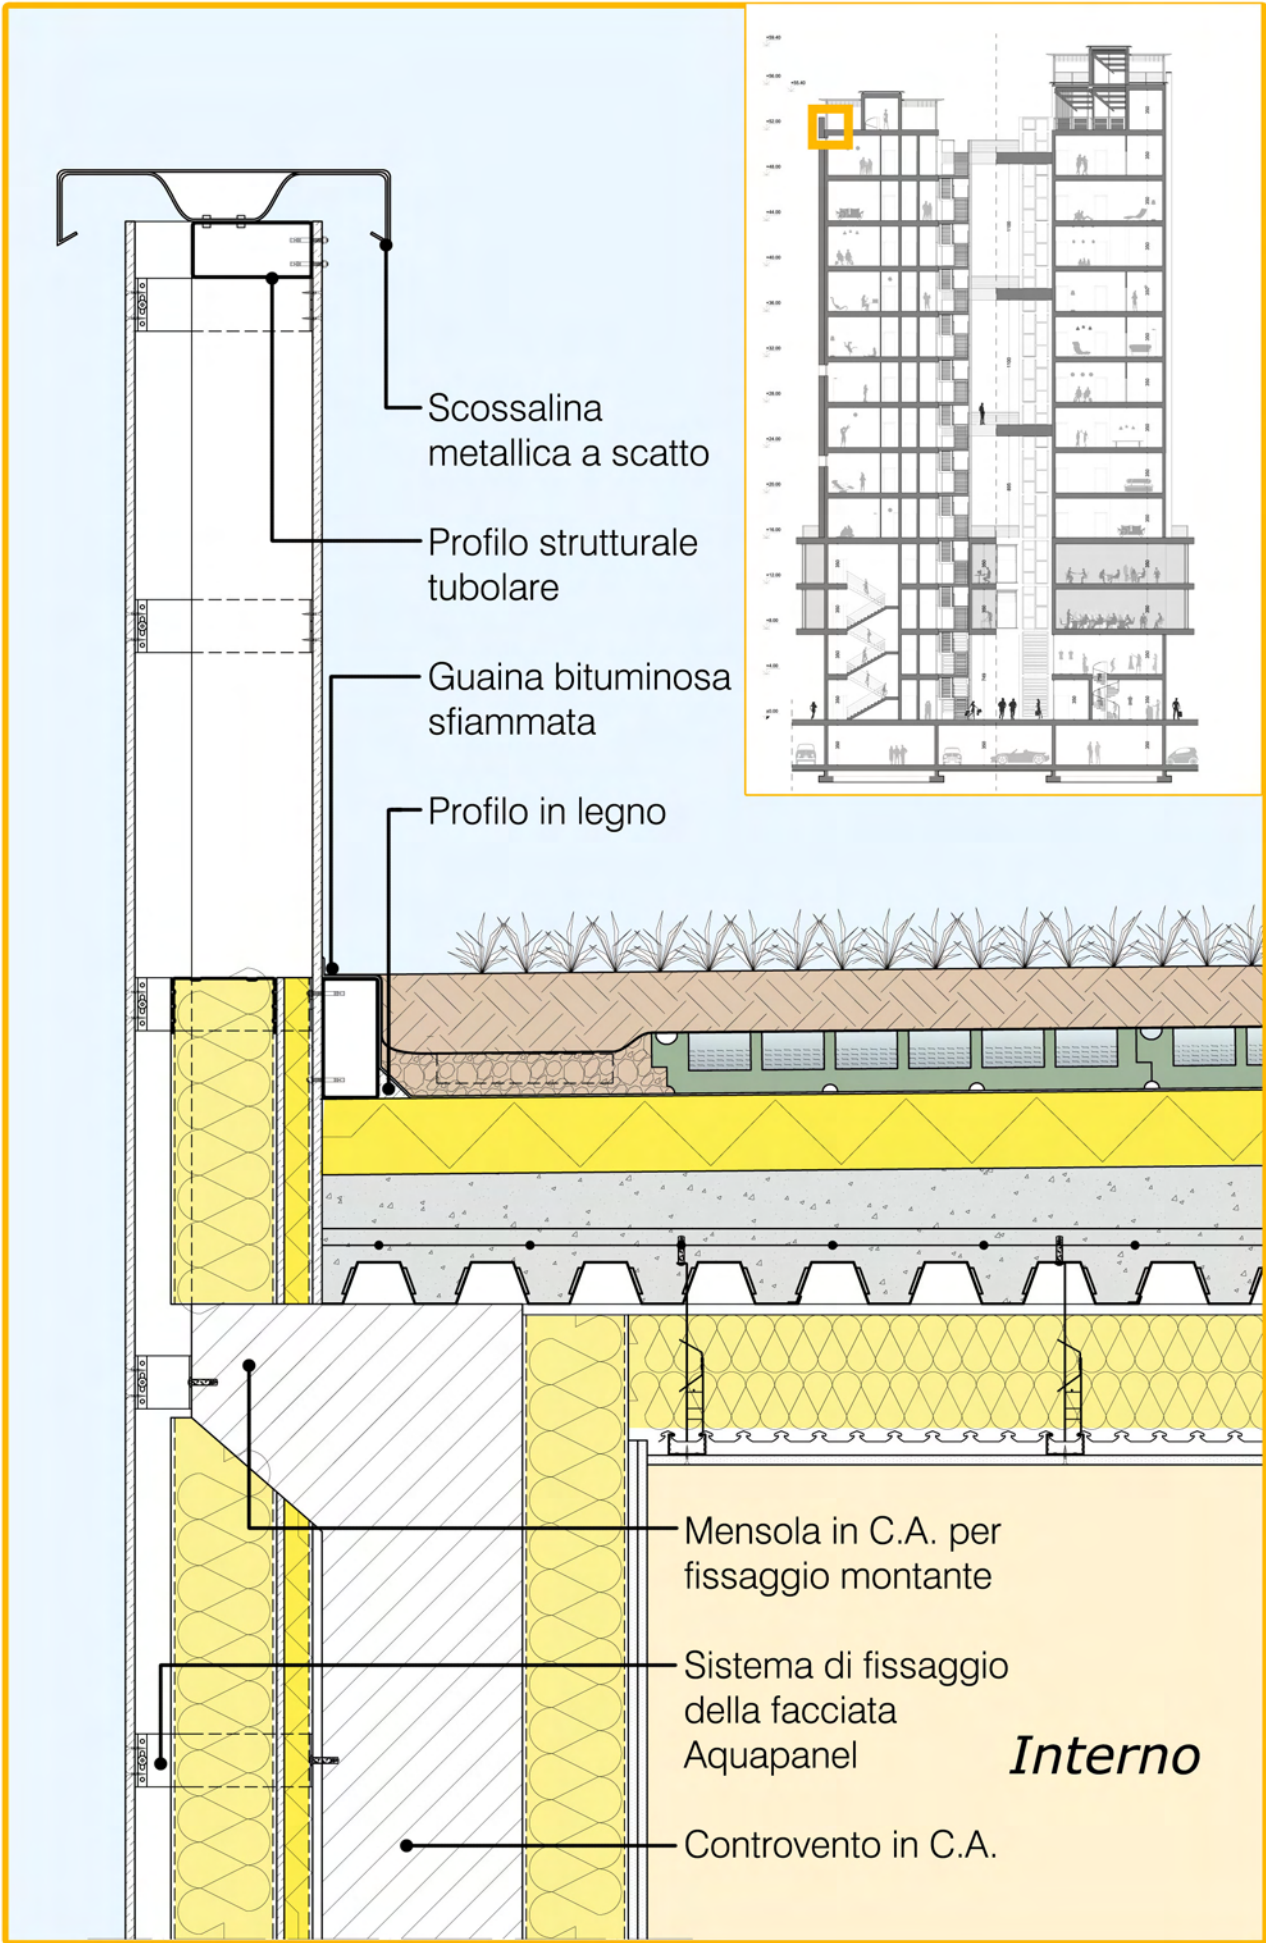 Scossalina
metallica a scatto
Profilo strutturale
tubolare
Guaina bituminosa
sfiammata
Profilo in legno
Mensola in C.A. per
fissaggio montante
Sistema di fissaggio
della facciata
Aquapanel
Interno
Controvento in C.A.